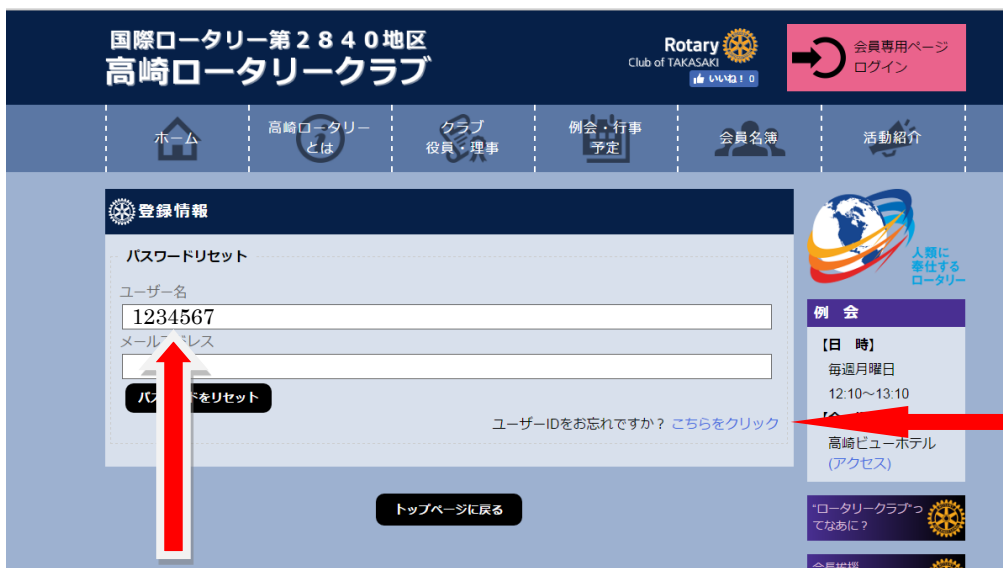 国際ロータリー第２８４０地区
高崎ロータリークラブ
Rotary
Club of TAKASAKI
いいね！ 0
会員専用ページ
ログイン
ホーム
高崎ロータリー
とは
クラブ
役員・理事
例会・行事
予定
会員名簿
活動紹介
登録情報
パスワードリセット
ユーザー名
1234567
メール レス
パ ドをリセット
ユーザーIDをお忘れですか？ こちらをクリック
トップページに戻る
人類に
奉仕する
ロータリー
例 会
【日 時】
毎週月曜日
12:10～13:10
高崎ビューホテル
(アクセス)
"ロータリークラブ"っ
てなあに？
会長挨拶